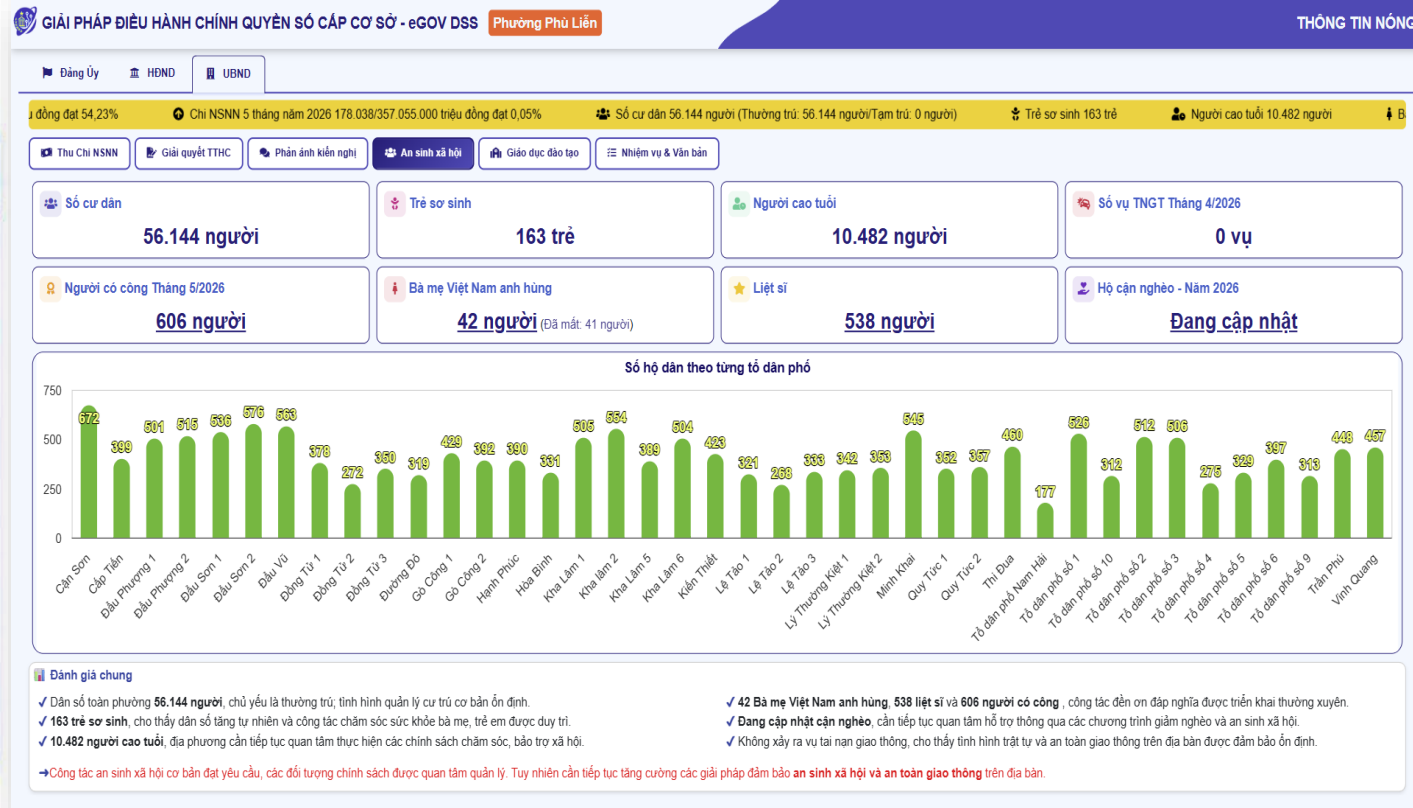 GIẢI PHÁP ĐIỀU HÀNH CHÍNH QUYỀN SỐ CẤP CƠ SỞ - eGOV DSS Phường Phù Liễn
THÔNG TIN NÓNG
Đảng Ủy HĐND UBND
u đồng đạt 54,23% Chi NSNN 5 tháng năm 2026 178.038/357.055.000 triệu đồng đạt 0,05% Số cư dân 56.144 người (Thường trú: 56.144 người/Tạm trú: 0 người) Trẻ sơ sinh 163 trẻ Người cao tuổi 10.482 người B
Thu Chi NSNN Giải quyết TTHC Phản ánh kiến nghị An sinh xã hội Giáo dục đào tạo Nhiệm vụ & Văn bản
Số cư dân
56.144 người
Trẻ sơ sinh
163 trẻ
Người cao tuổi
10.482 người
Số vụ TNGT Tháng 4/2026
0 vụ
Người có công Tháng 5/2026
606 người
Bà mẹ Việt Nam anh hùng
42 người (Đã mất: 41 người)
Liệt sĩ
538 người
Hộ cận nghèo - Năm 2026
Đang cập nhật
Số hộ dân theo từng tổ dân phố
750
500
250
0
672 399 501 515 536 576 563 378 272 350 319 429 392 390 331 505 554 389 504 423 321 268 333 342 353 545 352 357 460 177 526 312 512 506 275 329 397 313 448 457
Cận Sơn
Cấp Tiến
Đẩu Phượng 1
Đẩu Phượng 2
Đẩu Sơn 1
Đẩu Sơn 2
Đẩu Vũ
Đồng Tử 1
Đồng Tử 2
Đồng Tử 3
Đường Đỏ
Gò Công 1
Gò Công 2
Hạnh Phúc
Hòa Bình
Kha Lâm 1
Kha lâm 2
Kha Lâm 5
Kha Lâm 6
Kiến Thiết
Lệ Tảo 1
Lệ Tảo 2
Lệ Tảo 3
Lý Thường Kiệt 1
Lý Thường Kiệt 2
Minh Khai
Quy Tức 1
Quy Tức 2
Thi Đua
Tổ dân phố Nam Hải
Tổ dân phố số 1
Tổ dân phố số 10
Tổ dân phố số 2
Tổ dân phố số 3
Tổ dân phố số 4
Tổ dân phố số 5
Tổ dân phố số 6
Tổ dân phố số 9
Trần Phú
Vinh Quang
Đánh giá chung
✓ Dân số toàn phường 56.144 người, chủ yếu là thường trú; tình hình quản lý cư trú cơ bản ổn định.
✓ 163 trẻ sơ sinh, cho thấy dân số tăng tự nhiên và công tác chăm sóc sức khỏe bà mẹ, trẻ em được duy trì.
✓ 10.482 người cao tuổi, địa phương cần tiếp tục quan tâm thực hiện các chính sách chăm sóc, bảo trợ xã hội.
✓ 42 Bà mẹ Việt Nam anh hùng, 538 liệt sĩ và 606 người có công , công tác đền ơn đáp nghĩa được triển khai thường xuyên.
✓ Đang cập nhật cận nghèo, cần tiếp tục quan tâm hỗ trợ thông qua các chương trình giảm nghèo và an sinh xã hội.
✓ Không xảy ra vụ tai nạn giao thông, cho thấy tình hình trật tự và an toàn giao thông trên địa bàn được đảm bảo ổn định.
➔Công tác an sinh xã hội cơ bản đạt yêu cầu, các đối tượng chính sách được quan tâm quản lý. Tuy nhiên cần tiếp tục tăng cường các giải pháp đảm bảo an sinh xã hội và an toàn giao thông trên địa bàn.